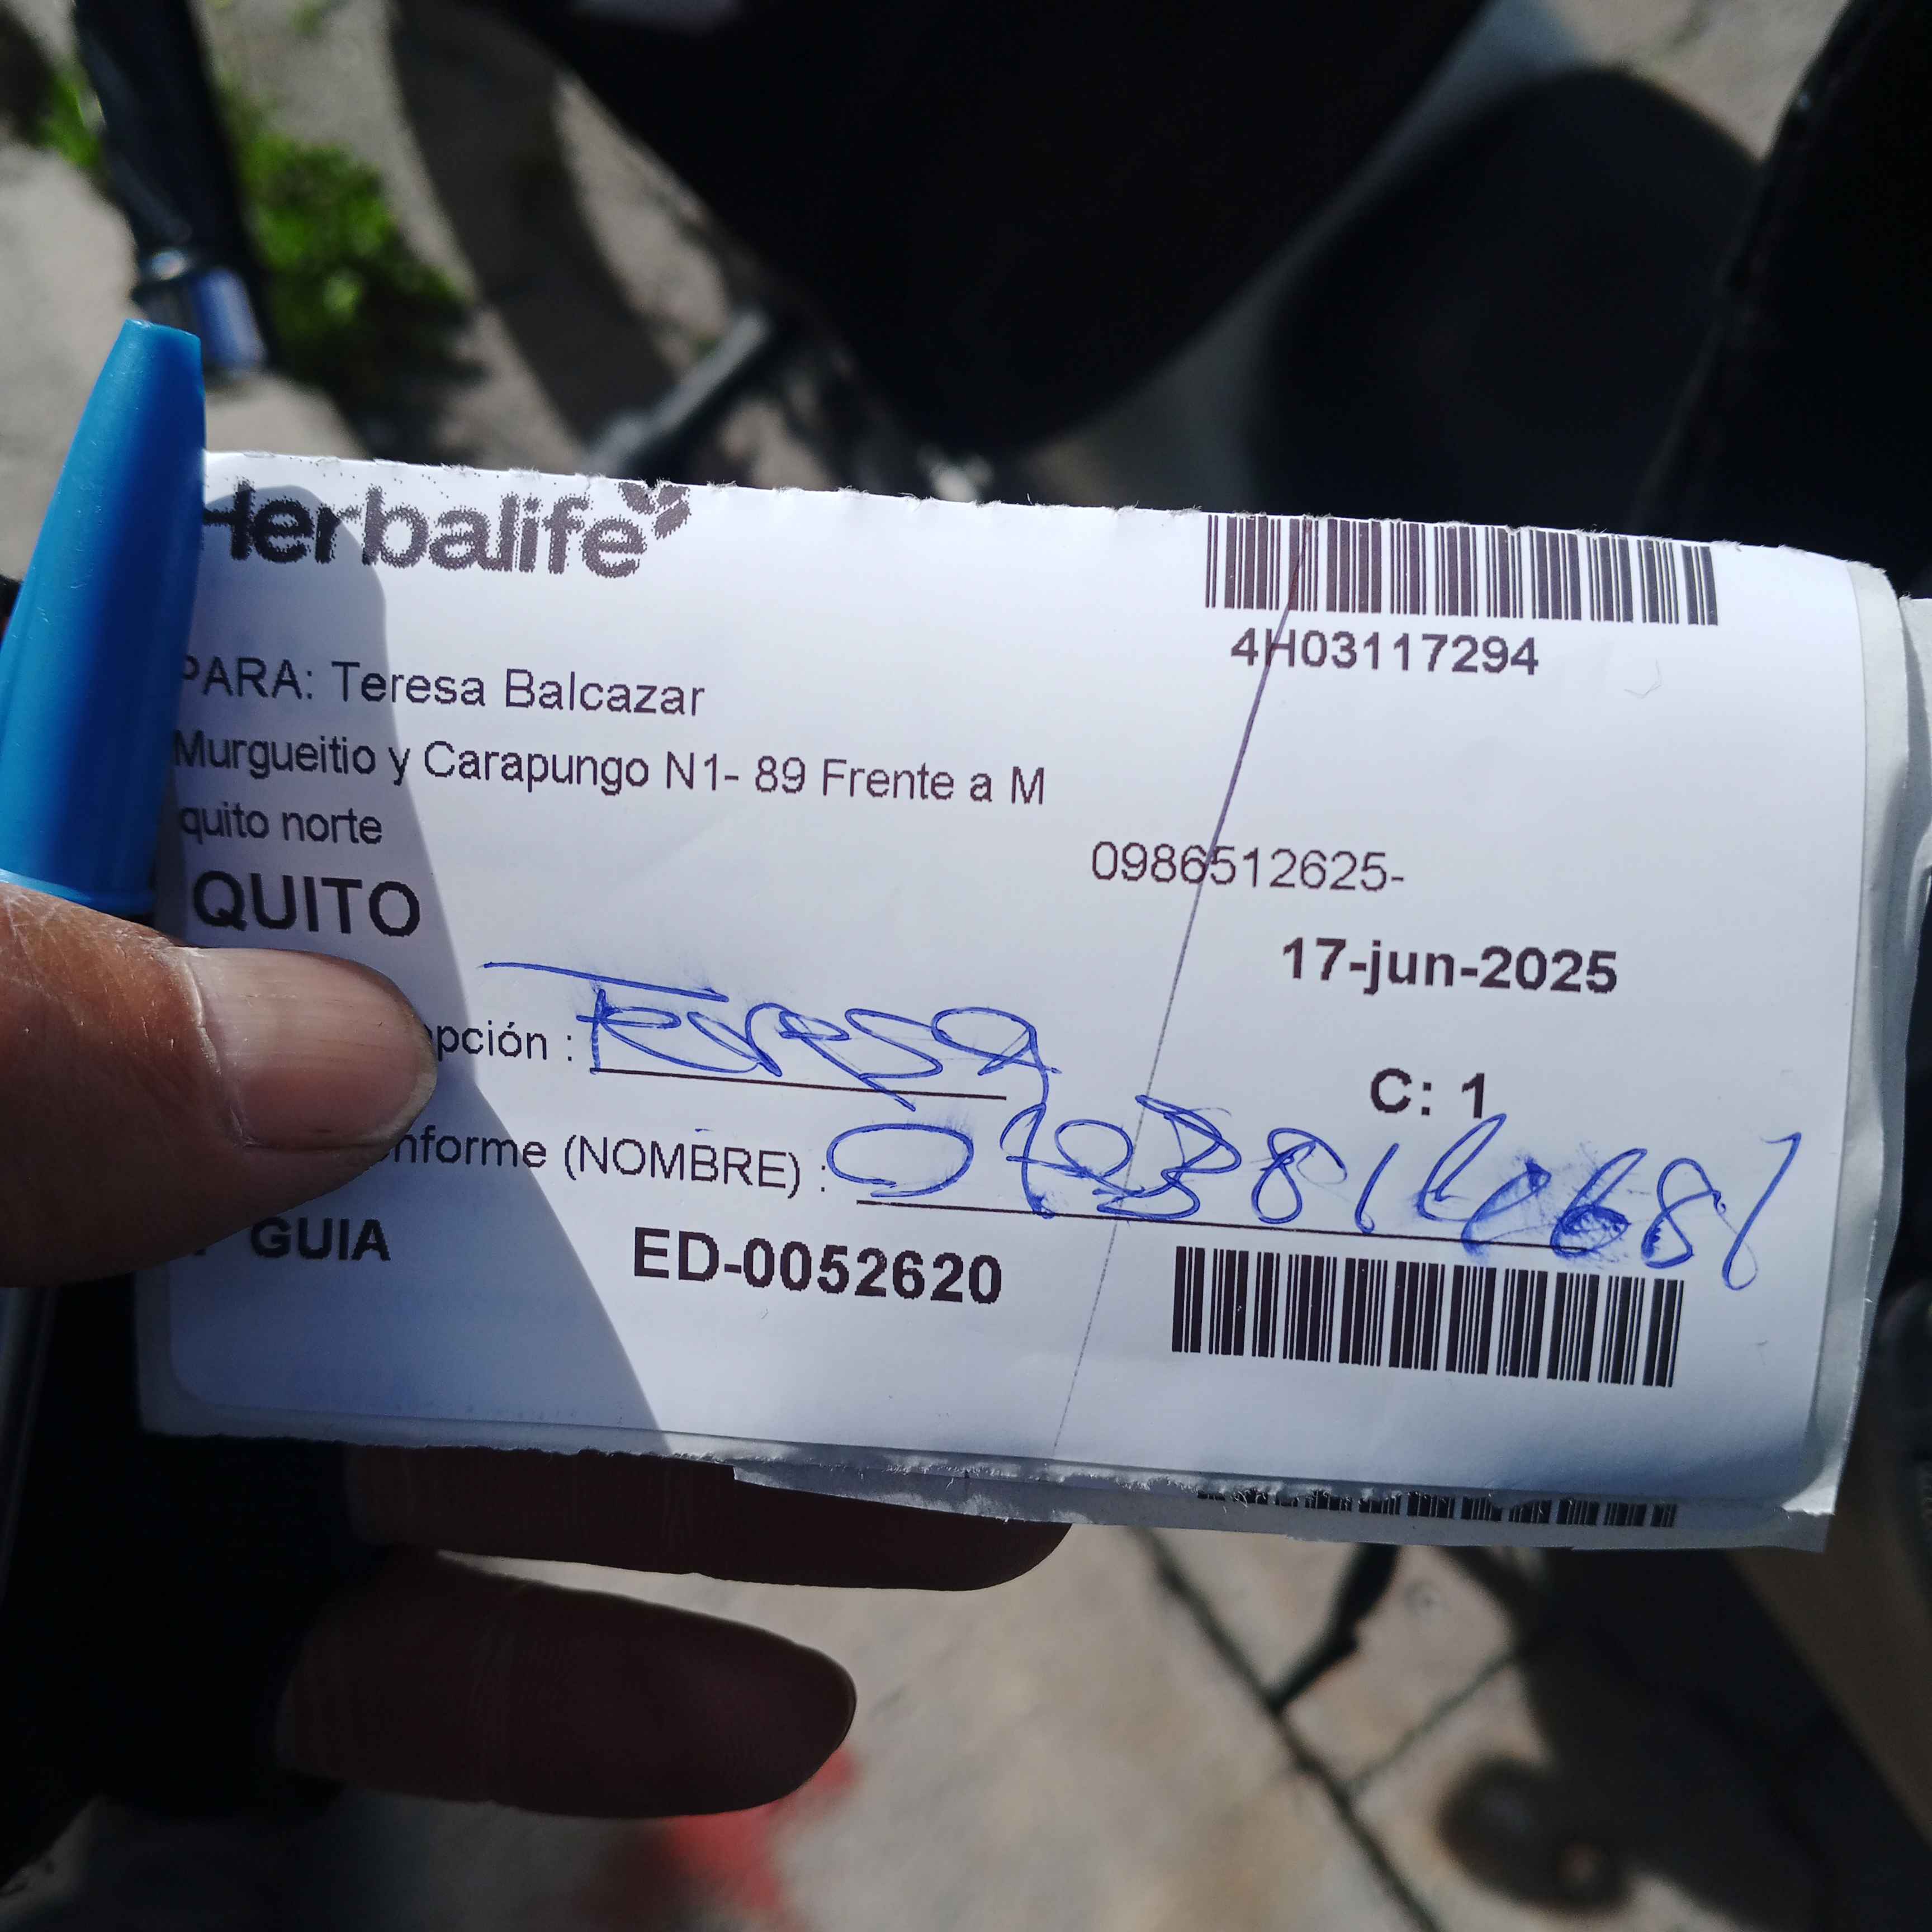 Herbalife
4H03117294
PARA: Teresa Balcazar
Murgueitio y Carapungo N1- 89 Frente a M
quito norte
0986512625-
QUITO
17-jun-2025
pción : Teresa
C: 1
nforme (NOMBRE) :
GUIA ED-0052620